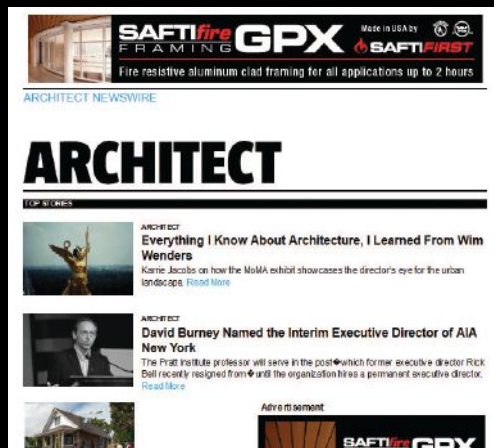 SAFTIfire GPX
FRAMING
Made in USA by
SAFTIFIRST
Fire resistive aluminum clad framing for all applications up to 2 hours
ARCHITECT NEWSWIRE
ARCHITECT
TOP STORIES
ARCHITECT
Everything I Know About Architecture, I Learned From Wim
Wenders
Karrie Jacobs on how the MoMA exhibit showcases the director's eye for the urban
landscape. Read More
ARCHITECT
David Burney Named the Interim Executive Director of AIA
New York
The Pratt Institute professor will serve in the post�which former executive director Rick
Bell recently resigned from�until the organization hires a permanent executive director.
Read More
Advertisement
SAFTIfire GPX